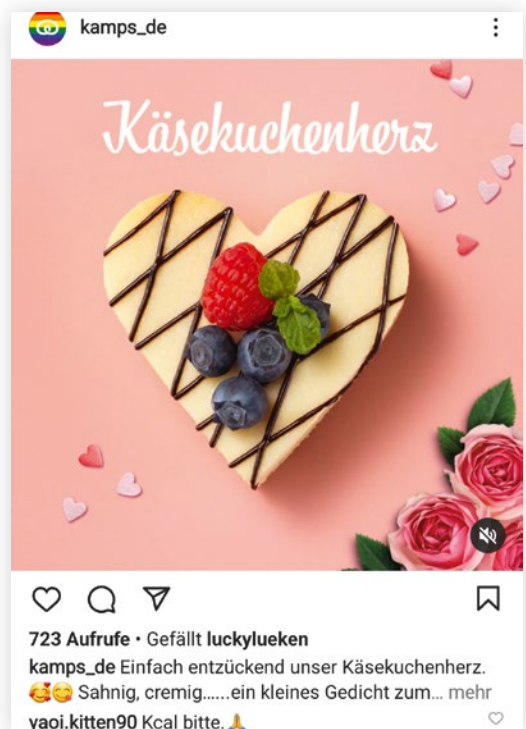 kamps_de
Käsekuchenherz
723 Aufrufe • Gefällt luckylueken
kamps_de Einfach entzückend unser Käsekuchenherz.
🥰😋 Sahnig, cremig......ein kleines Gedicht zum... mehr
yaoi.kitten90 Kcal bitte.🙏